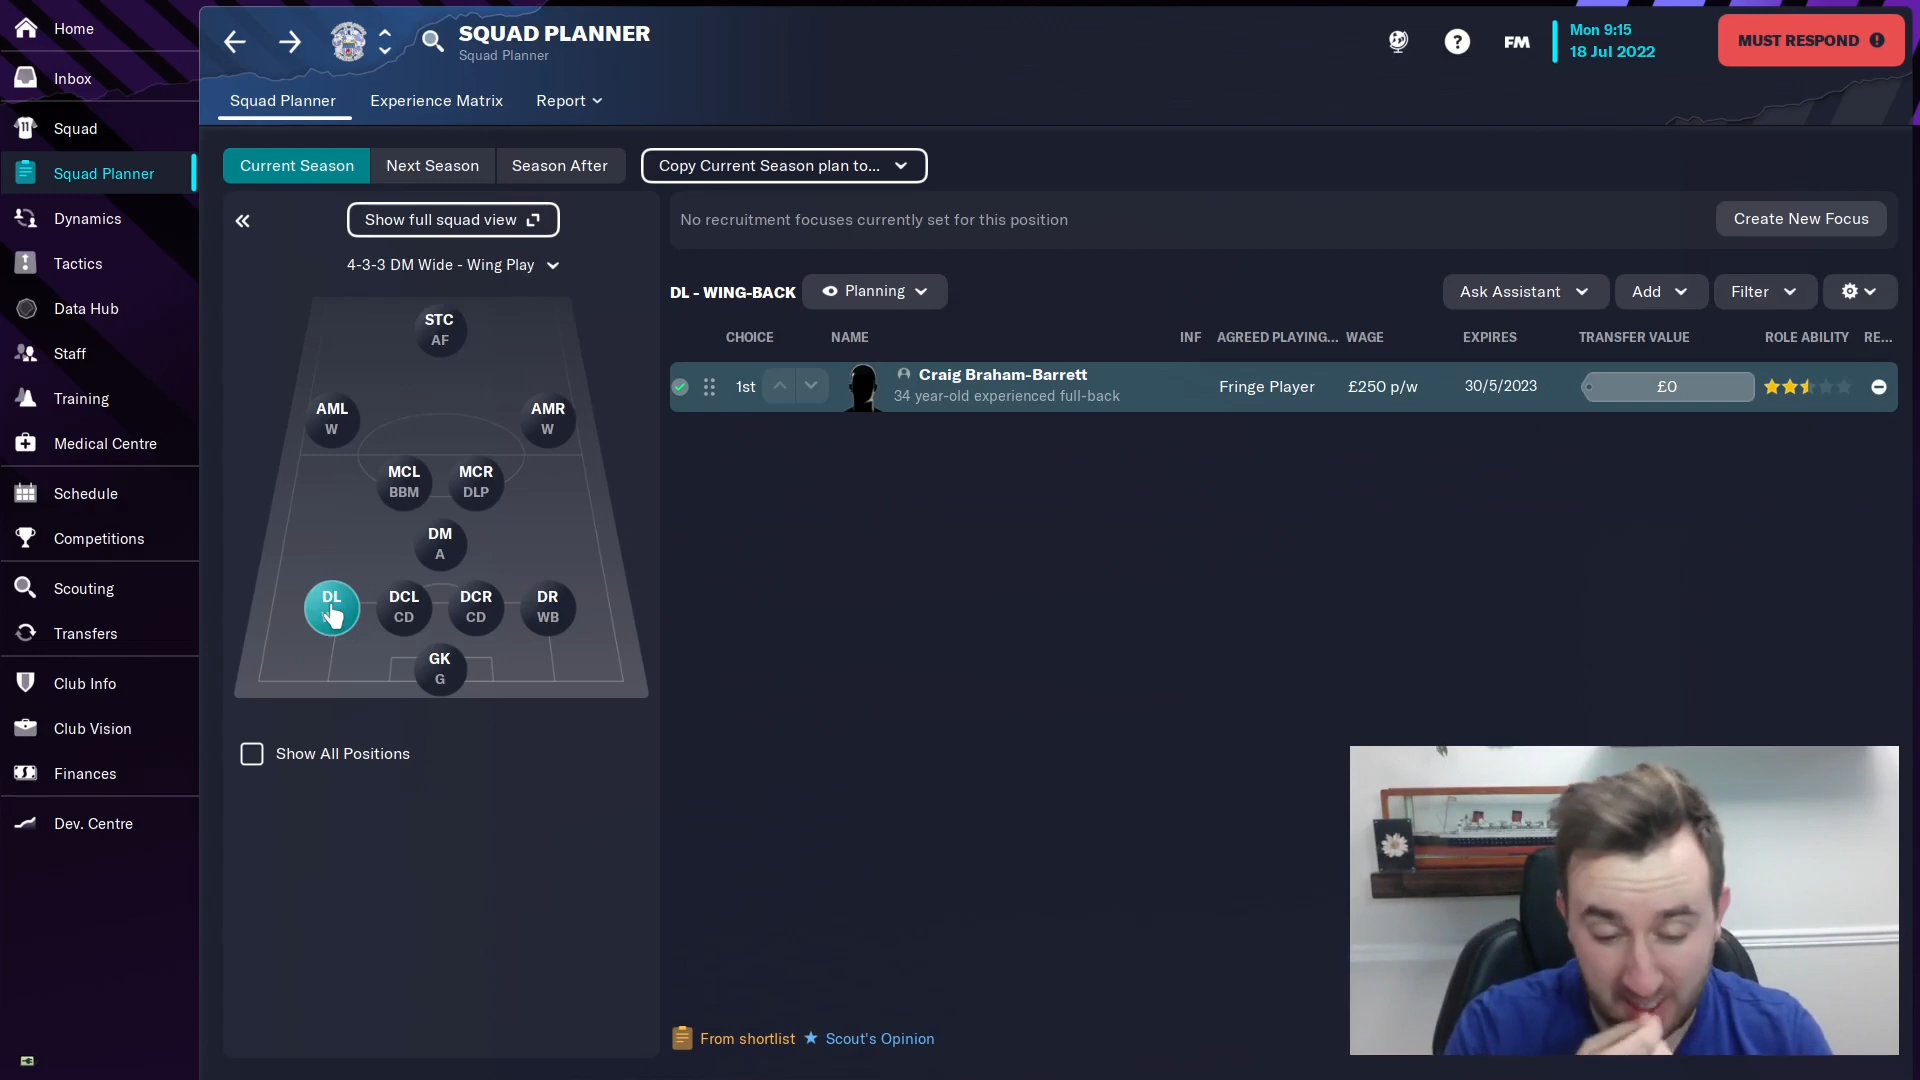 Home
Inbox
Squad
Squad Planner
Dynamics
Tactics
Data Hub
Staff
Training
Medical Centre
Schedule
Competitions
Scouting
Transfers
Club Info
Club Vision
Finances
Dev. Centre
SQUAD PLANNER
Squad Planner
FM
Mon 9:15
18 Jul 2022
MUST RESPOND
Squad Planner Experience Matrix Report
Current Season Next Season Season After Copy Current Season plan to...
Show full squad view
4-3-3 DM Wide - Wing Play
STC
AF
AML
W
AMR
W
MCL
BBM
MCR
DLP
DM
A
DL
DCL
CD
DCR
CD
DR
WB
GK
G
Show All Positions
No recruitment focuses currently set for this position
Create New Focus
DL - WING-BACK Planning Ask Assistant Add Filter
CHOICE NAME INF AGREED PLAYING... WAGE EXPIRES TRANSFER VALUE ROLE ABILITY RE...
1st Craig Braham-Barrett Fringe Player £250 p/w 30/5/2023 £0
34 year-old experienced full-back
From shortlist Scout's Opinion